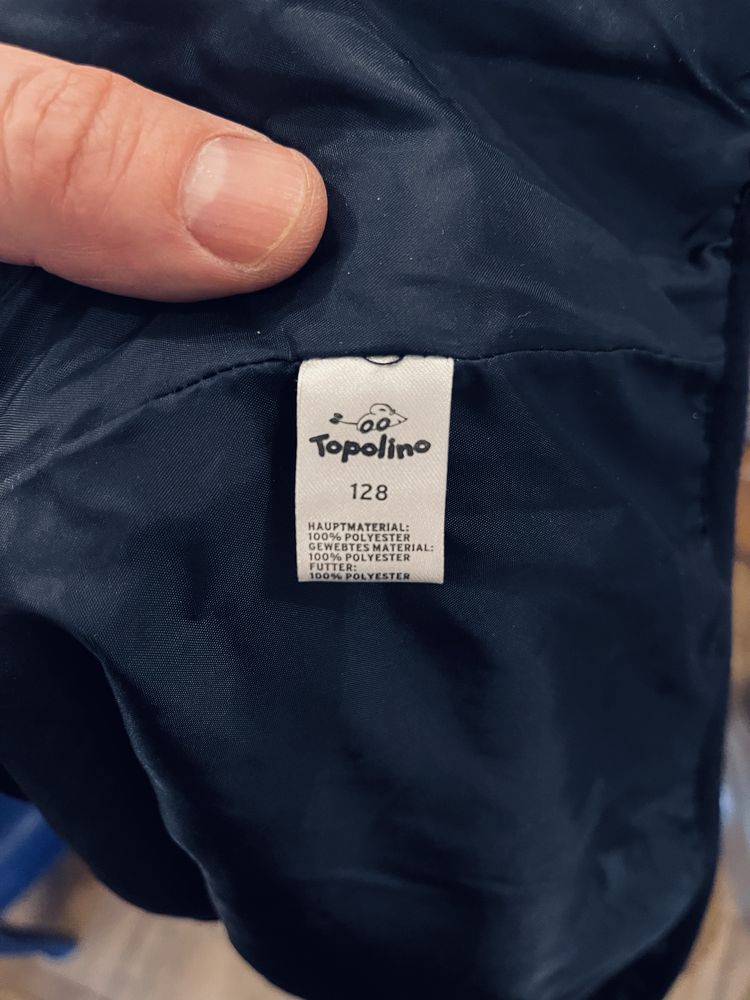 Topolino
128
HAUPTMATERIAL:
100% POLYESTER
GEWEBTES MATERIAL:
100% POLYESTER
FUTTER:
100% POLYESTER